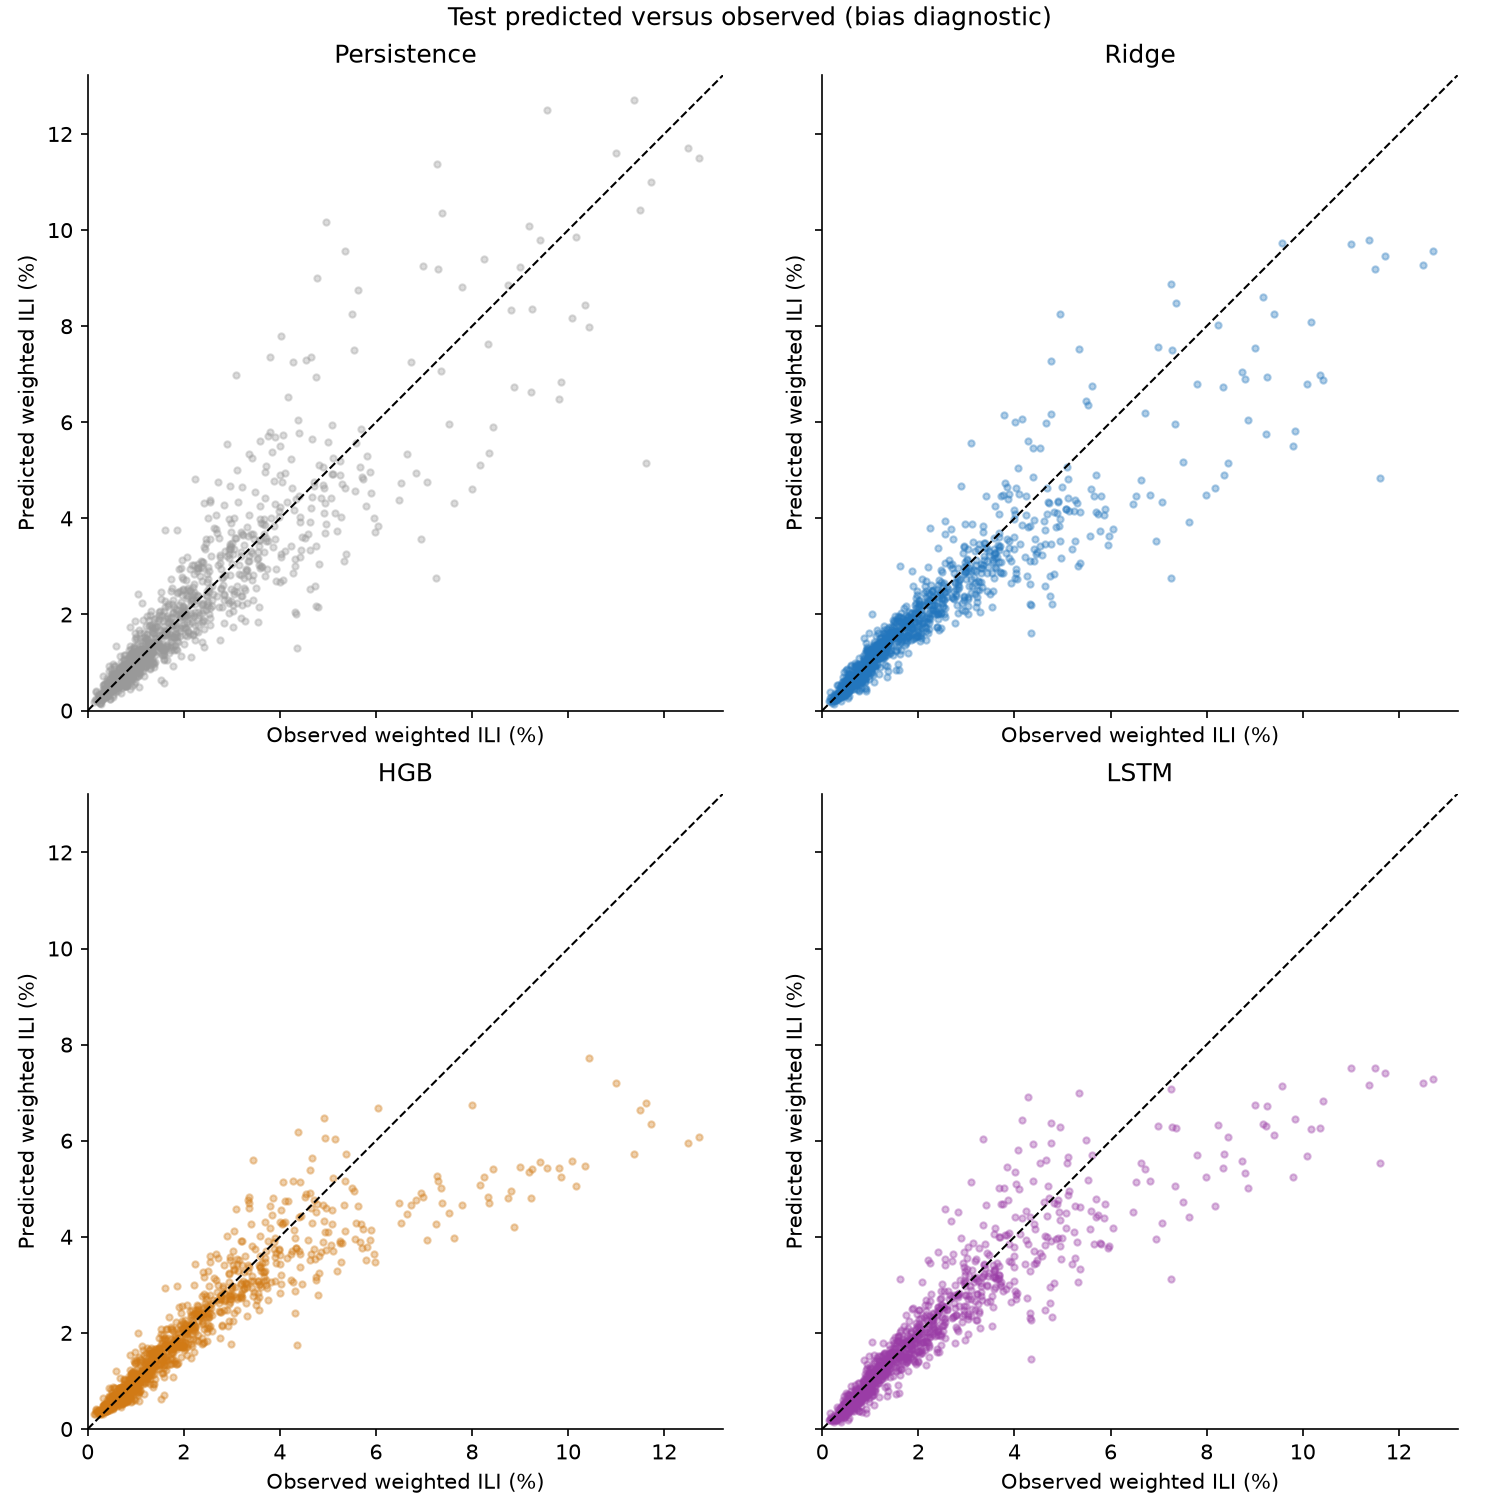 Test predicted versus observed (bias diagnostic)
Persistence
Predicted weighted ILI (%)
12
10
8
6
4
2
0
Observed weighted ILI (%)
Ridge
Predicted weighted ILI (%)
Observed weighted ILI (%)
HGB
Predicted weighted ILI (%)
12
10
8
6
4
2
0
0 2 4 6 8 10 12
Observed weighted ILI (%)
LSTM
Predicted weighted ILI (%)
0 2 4 6 8 10 12
Observed weighted ILI (%)